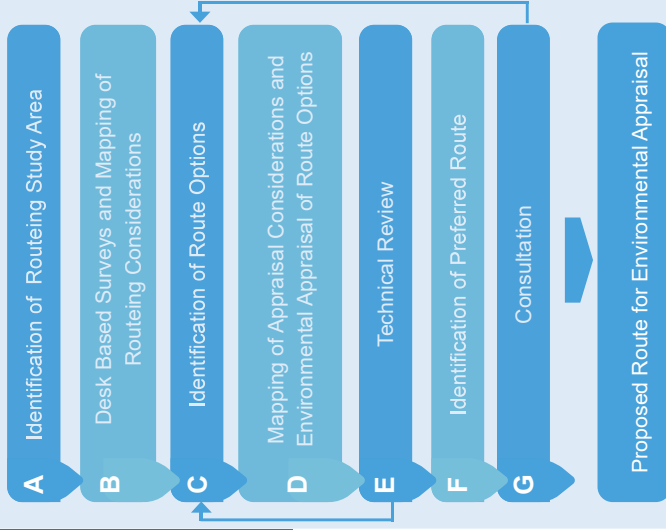 A
Identification of Routeing Study Area
B
Desk Based Surveys and Mapping of
Routeing Considerations
C
Identification of Route Options
D
Mapping of Appraisal Considerations and
Environmental Appraisal of Route Options
E
Technical Review
F
Identification of Preferred Route
G
Consultation
Proposed Route for Environmental Appraisal